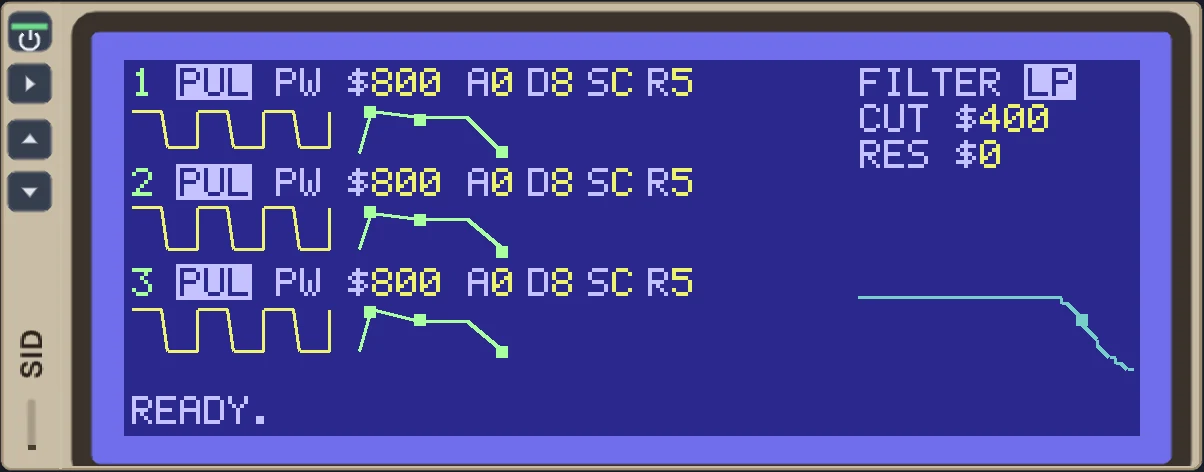 1 PUL PW $800 A0 D8 SC R5
2 PUL PW $800 A0 D8 SC R5
3 PUL PW $800 A0 D8 SC R5
READY.
FILTER LP
CUT $400
RES $0
SID